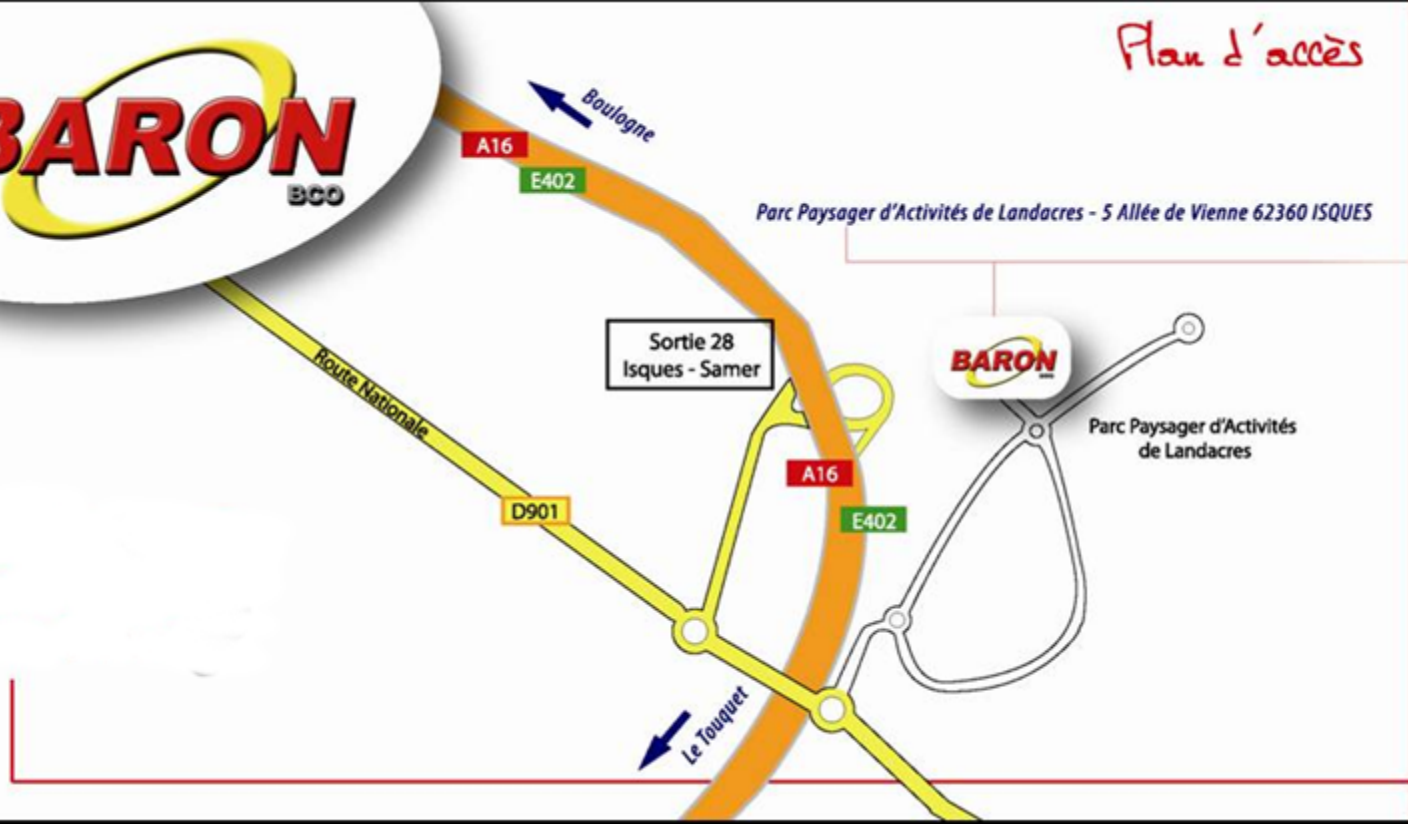 Plan d'accès
BARON
BCO
Boulogne
A16
E402
Parc Paysager d'Activités de Landacres - 5 Allée de Vienne 62360 ISQUES
Sortie 28
Isques - Samer
BARON
Route Nationale
Parc Paysager d'Activités
de Landacres
A16
D901
E402
Le Touquet